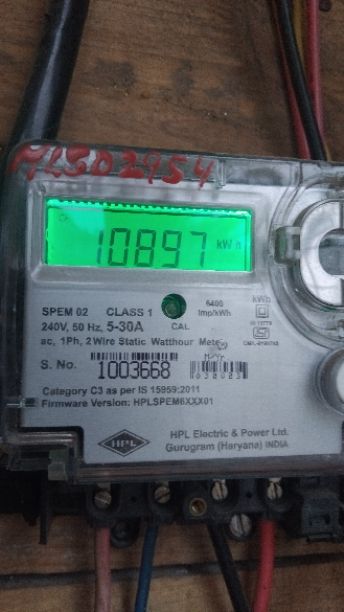 10897 kWh
SPEM 02 CLASS 1
240V, 50 Hz, 5-30A
CAL
6400
Imp/kWh
kWh
ac, 1Ph, 2 Wire Static Watthour Meter
S. No. 1003668
Category C3 as per IS 15959:2011
Firmware Version: HPLSPEM6XXX01
HPL
HPL Electric & Power Ltd.
Gurugram (Haryana) INDIA